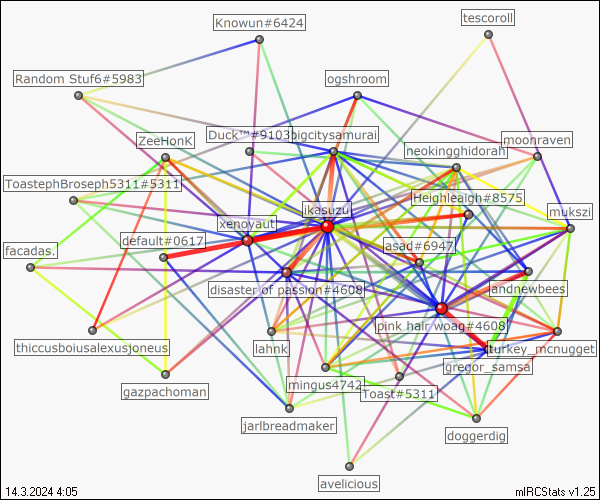 tescoroll
Knowun#6424
Random Stuf6#5983
ogshroom
Duck™#9103
bigcitysamurai
ZeeHonK
moonraven
neokingghidorah
ToastephBroseph5311#5311
ikasuzu
Heighleaigh#8575
mukszi
xenovaut
default#0617
asad#6947
facadas.
disaster of passion#4608
landnewbees
pink hair woag#4608
thiccusboiusalexusjoneus
lahnk
turkey_mcnugget
gregor_samsa
mingus4742
Toast#5311
gazpachoman
jarlbreadmaker
doggerdig
avelicious
14.3.2024 4:05
mIRCStats v1.25